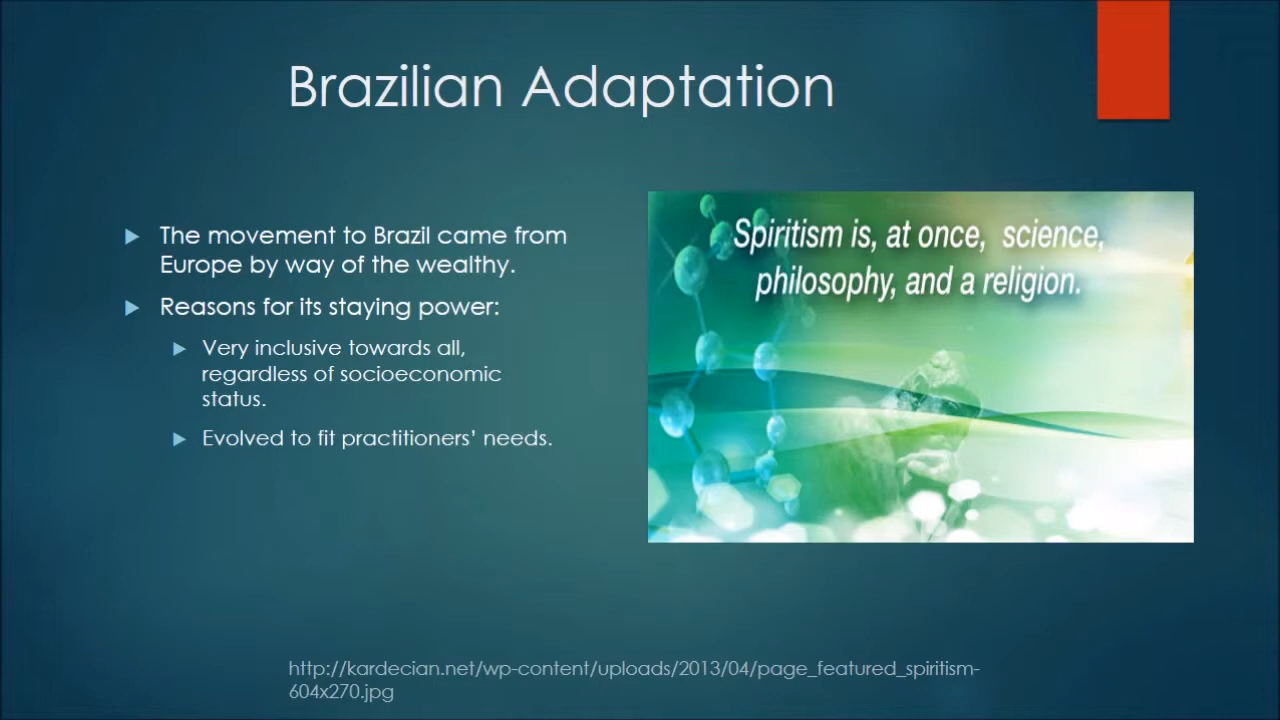 Brazilian Adaptation
The movement to Brazil came from
Europe by way of the wealthy.
Reasons for its staying power:
Very inclusive towards all,
regardless of socioeconomic
status.
Evolved to fit practitioners' needs.
Spiritism is, at once, science,
philosophy, and a religion.
http://kardecian.net/wp-content/uploads/2013/04/page_featured_spiritism-
604x270.jpg